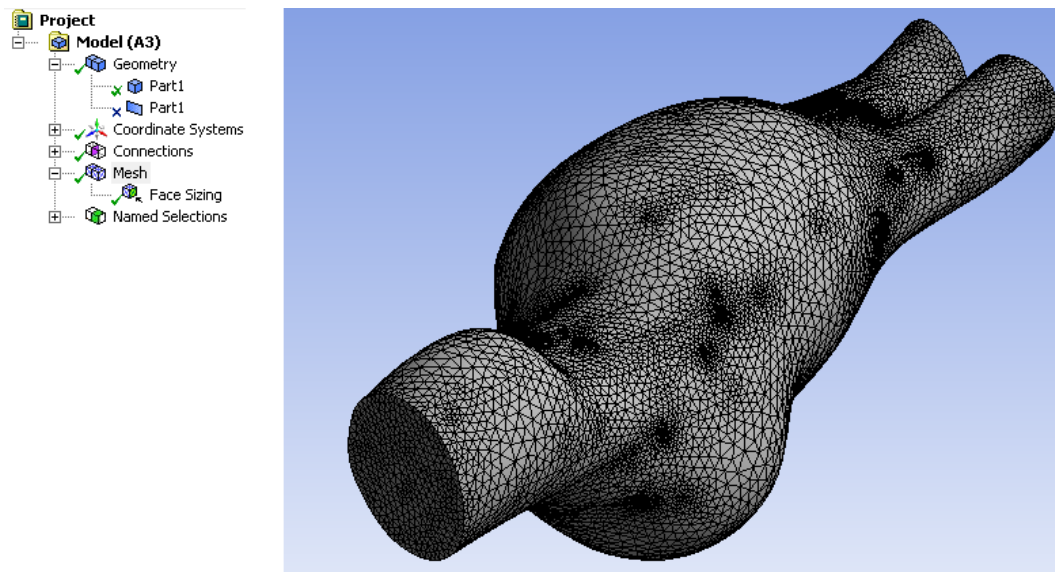 Project
Model (A3)
Geometry
Part1
Part1
Coordinate Systems
Connections
Mesh
Face Sizing
Named Selections